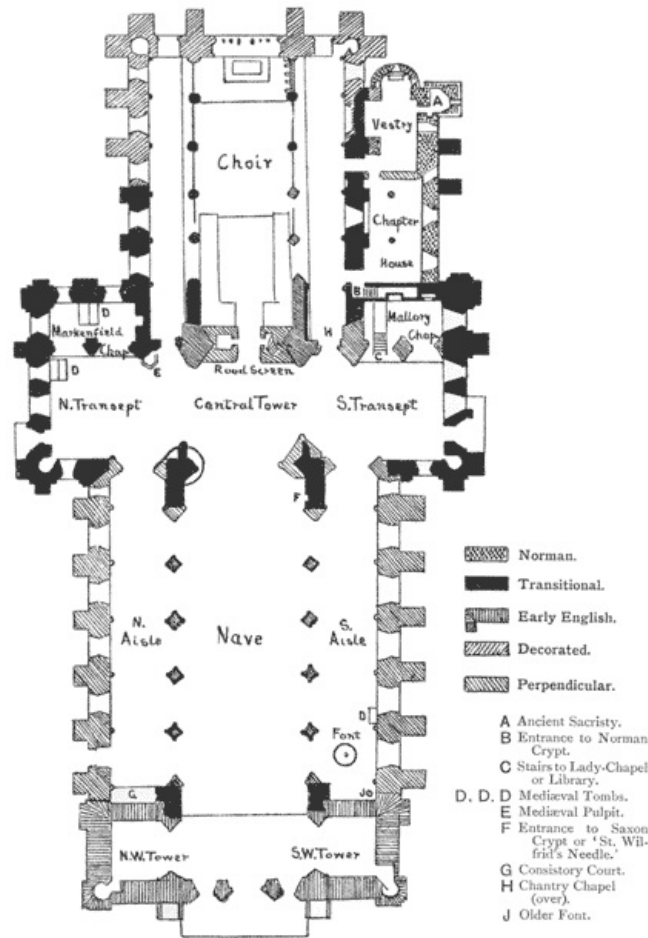 A
Vestry
Choir
Chapter
House
B
D
Markenfield
Chap.
Mallory
Chap.
H
C
D
E
Rood Screen
N. Transept
Central Tower
S. Transept
F
N.
Aisle
Nave
S.
Aisle
D
Font
G
J
N.W. Tower
S.W. Tower
Norman.
Transitional.
Early English.
Decorated.
Perpendicular.
A Ancient Sacristy.
B Entrance to Norman
Crypt.
C Stairs to Lady-Chapel
or Library.
D. D. D Mediæval Tombs.
E Mediæval Pulpit.
F Entrance to Saxon
Crypt or ‘St. Wil-
frid's Needle.’
G Consistory Court.
H Chantry Chapel
(over).
J Older Font.